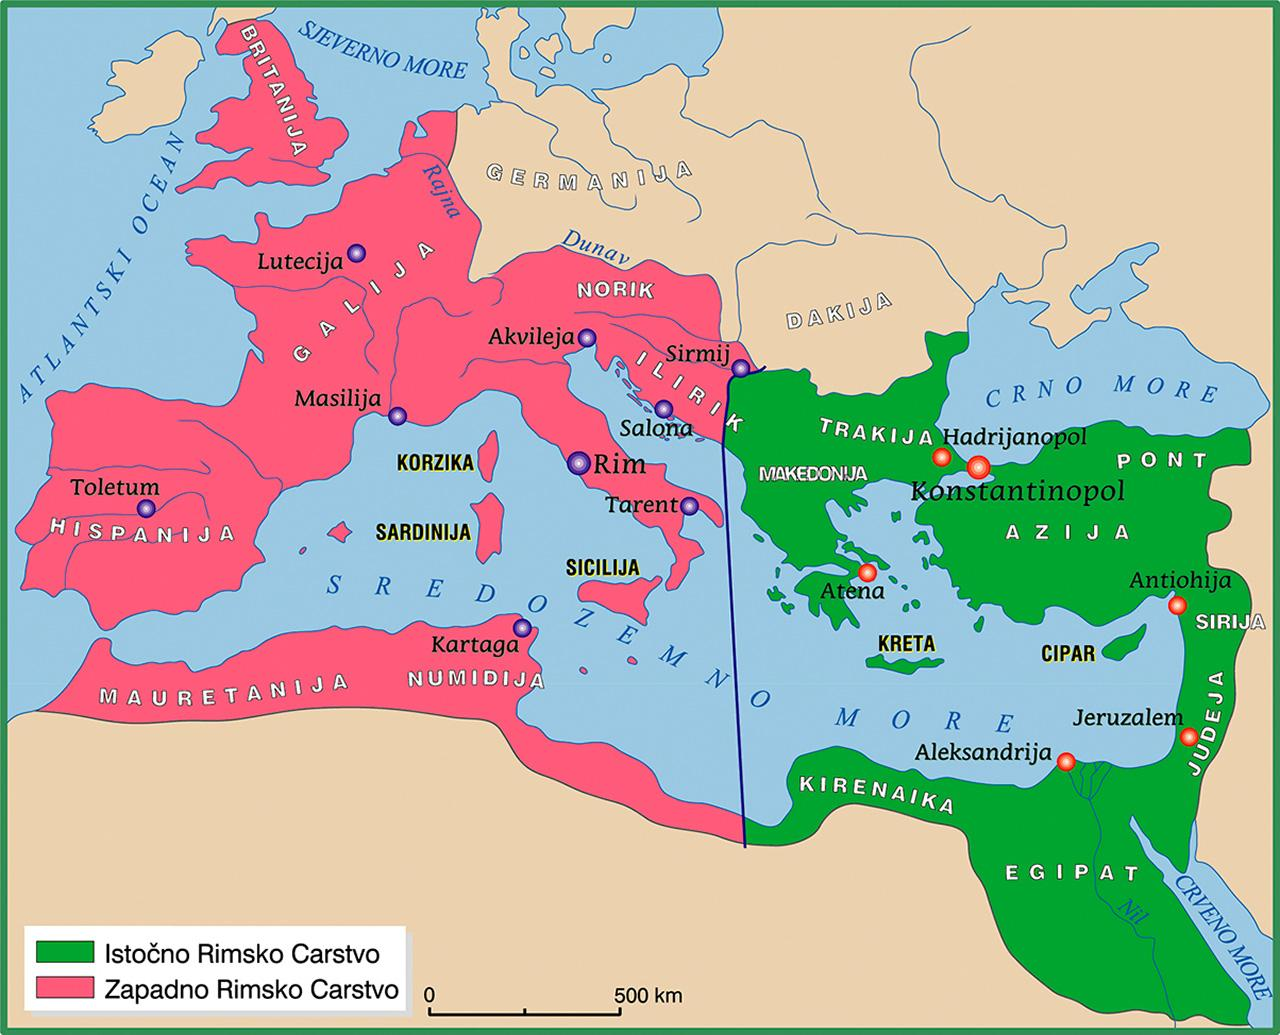 BRITANIJA
SJEVERNO MORE
ATLANTSKI OCEAN
Rajna
GERMANIJA
Dunav
Lutecija
GALIJA
NORIK
DAKIJA
Akvileja
Sirmij
ILIRIK
Masilija
Salona
CRNO MORE
TRAKIJA
Hadrijanopol
KORZIKA
Rim
MAKEDONIJA
PONT
Toletum
Konstantinopol
Tarent
HISPANIJA
SARDINIJA
AZIJA
SICILIJA
Antiohija
SREDOZEMNO MORE
Atena
SIRIJA
Kartaga
KRETA
CIPAR
MAURETANIJA
NUMIDIJA
Jeruzalem
JUDEJA
Aleksandrija
KIRENAIKA
EGIPAT
Nil
CRVENO MORE
Istočno Rimsko Carstvo
Zapadno Rimsko Carstvo
0 500 km